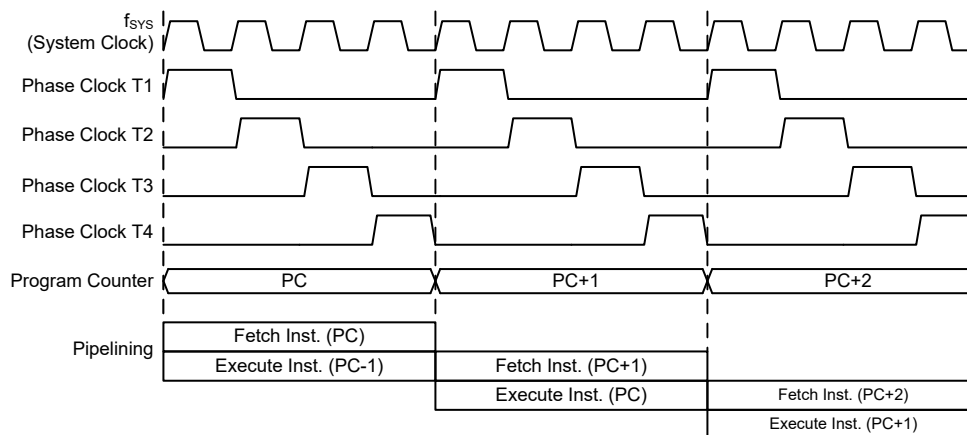 fSYS
(System Clock)
Phase Clock T1
Phase Clock T2
Phase Clock T3
Phase Clock T4
Program Counter
PC
PC+1
PC+2
Pipelining
Fetch Inst. (PC)
Execute Inst. (PC-1)
Fetch Inst. (PC+1)
Execute Inst. (PC)
Fetch Inst. (PC+2)
Execute Inst. (PC+1)